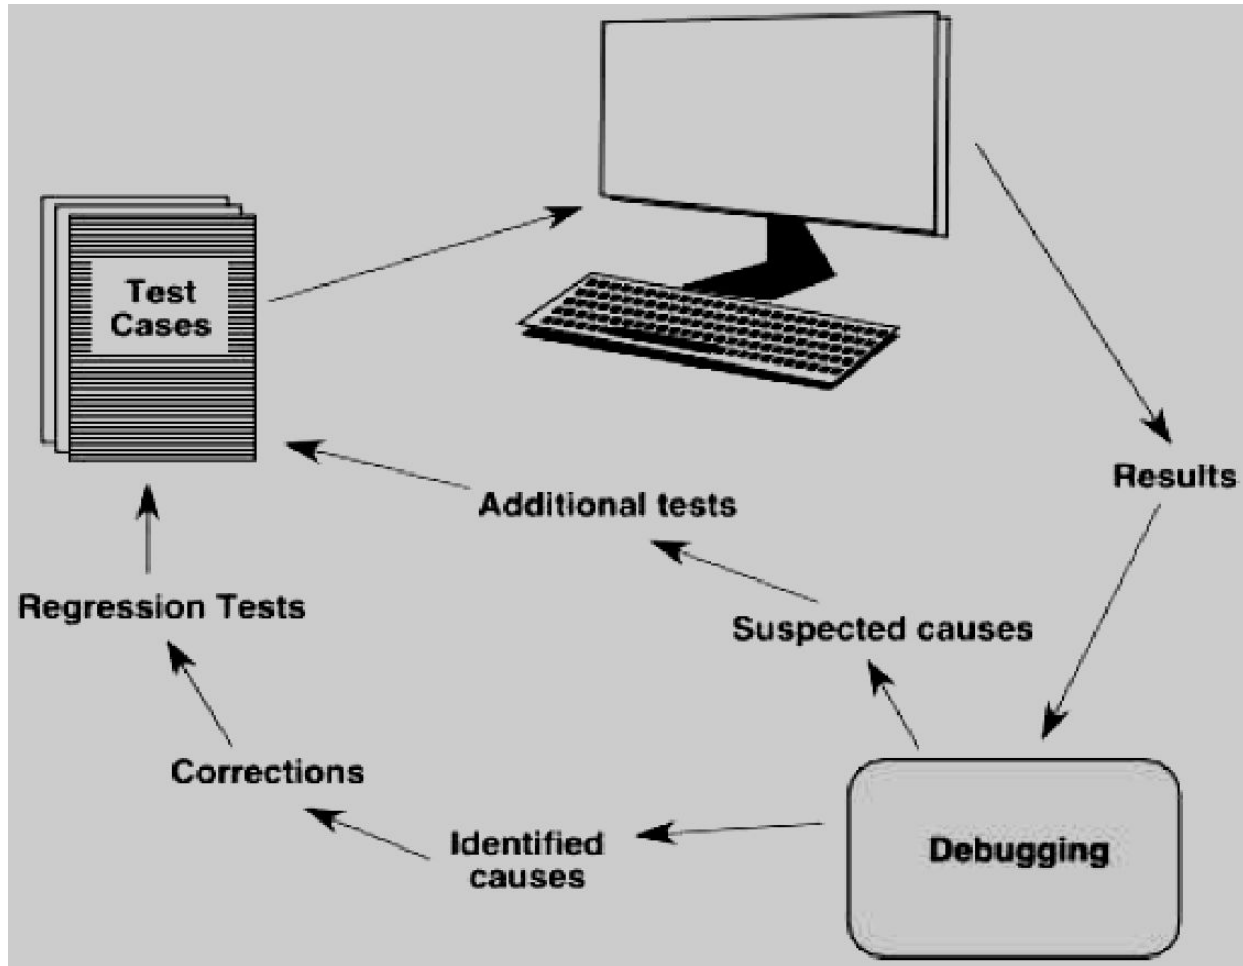 Test
Cases
Results
Additional tests
Regression Tests
Suspected causes
Corrections
Identified
causes
Debugging